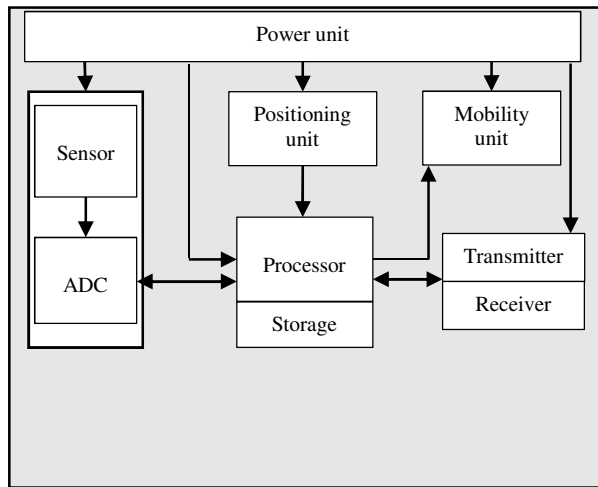 Power unit
Positioning
unit
Mobility
unit
Sensor
ADC
Processor
Storage
Transmitter
Receiver